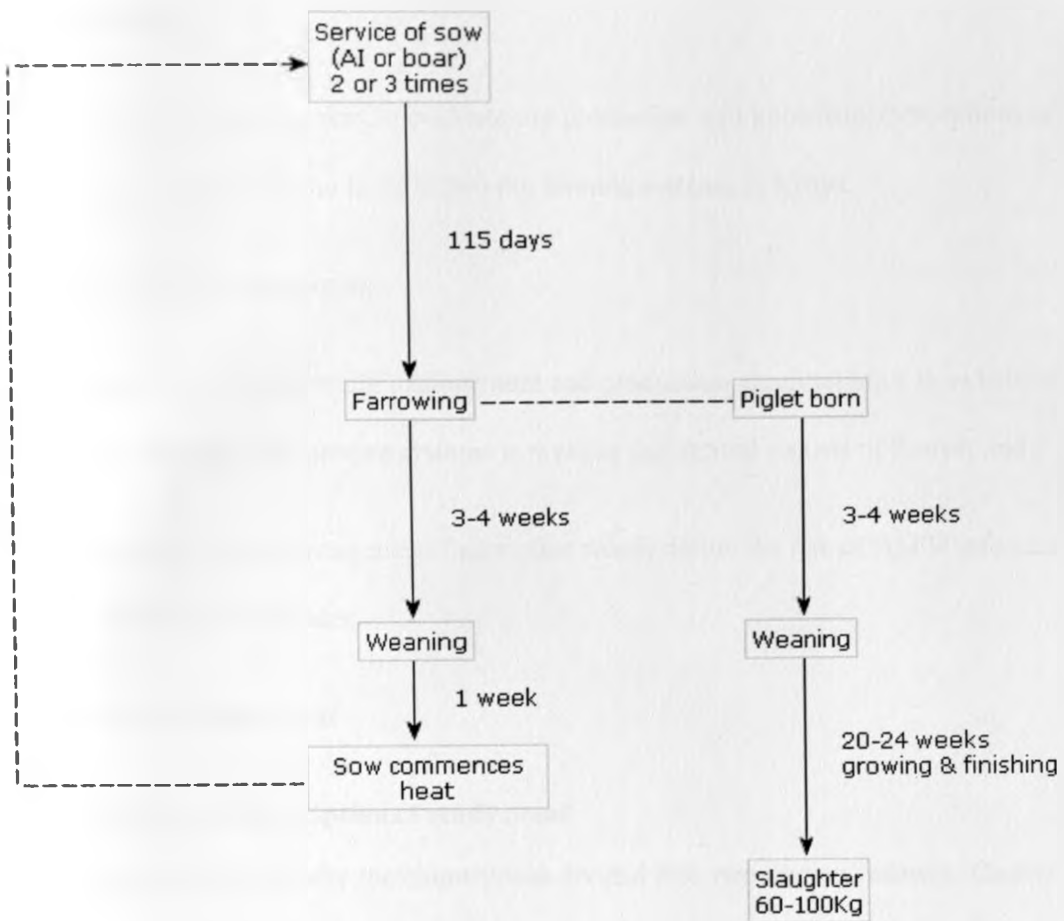 Service of sow
(AI or boar)
2 or 3 times
115 days
Farrowing
Piglet born
3-4 weeks
3-4 weeks
Weaning
Weaning
1 week
20-24 weeks
growing & finishing
Sow commences
heat
Slaughter
60-100Kg